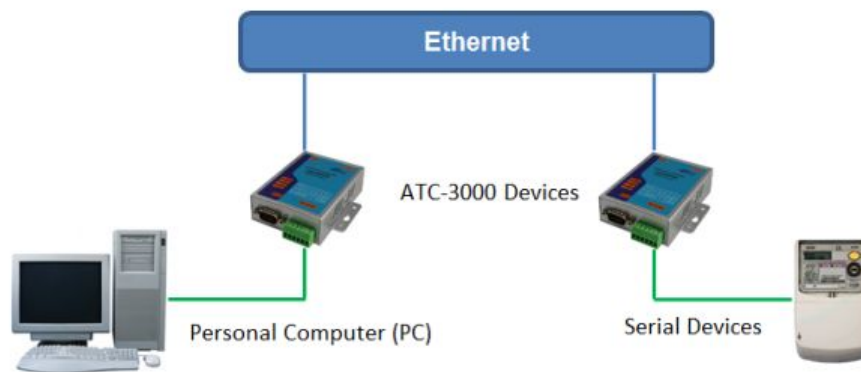 Ethernet
ATC-3000 Devices
Personal Computer (PC)
Serial Devices